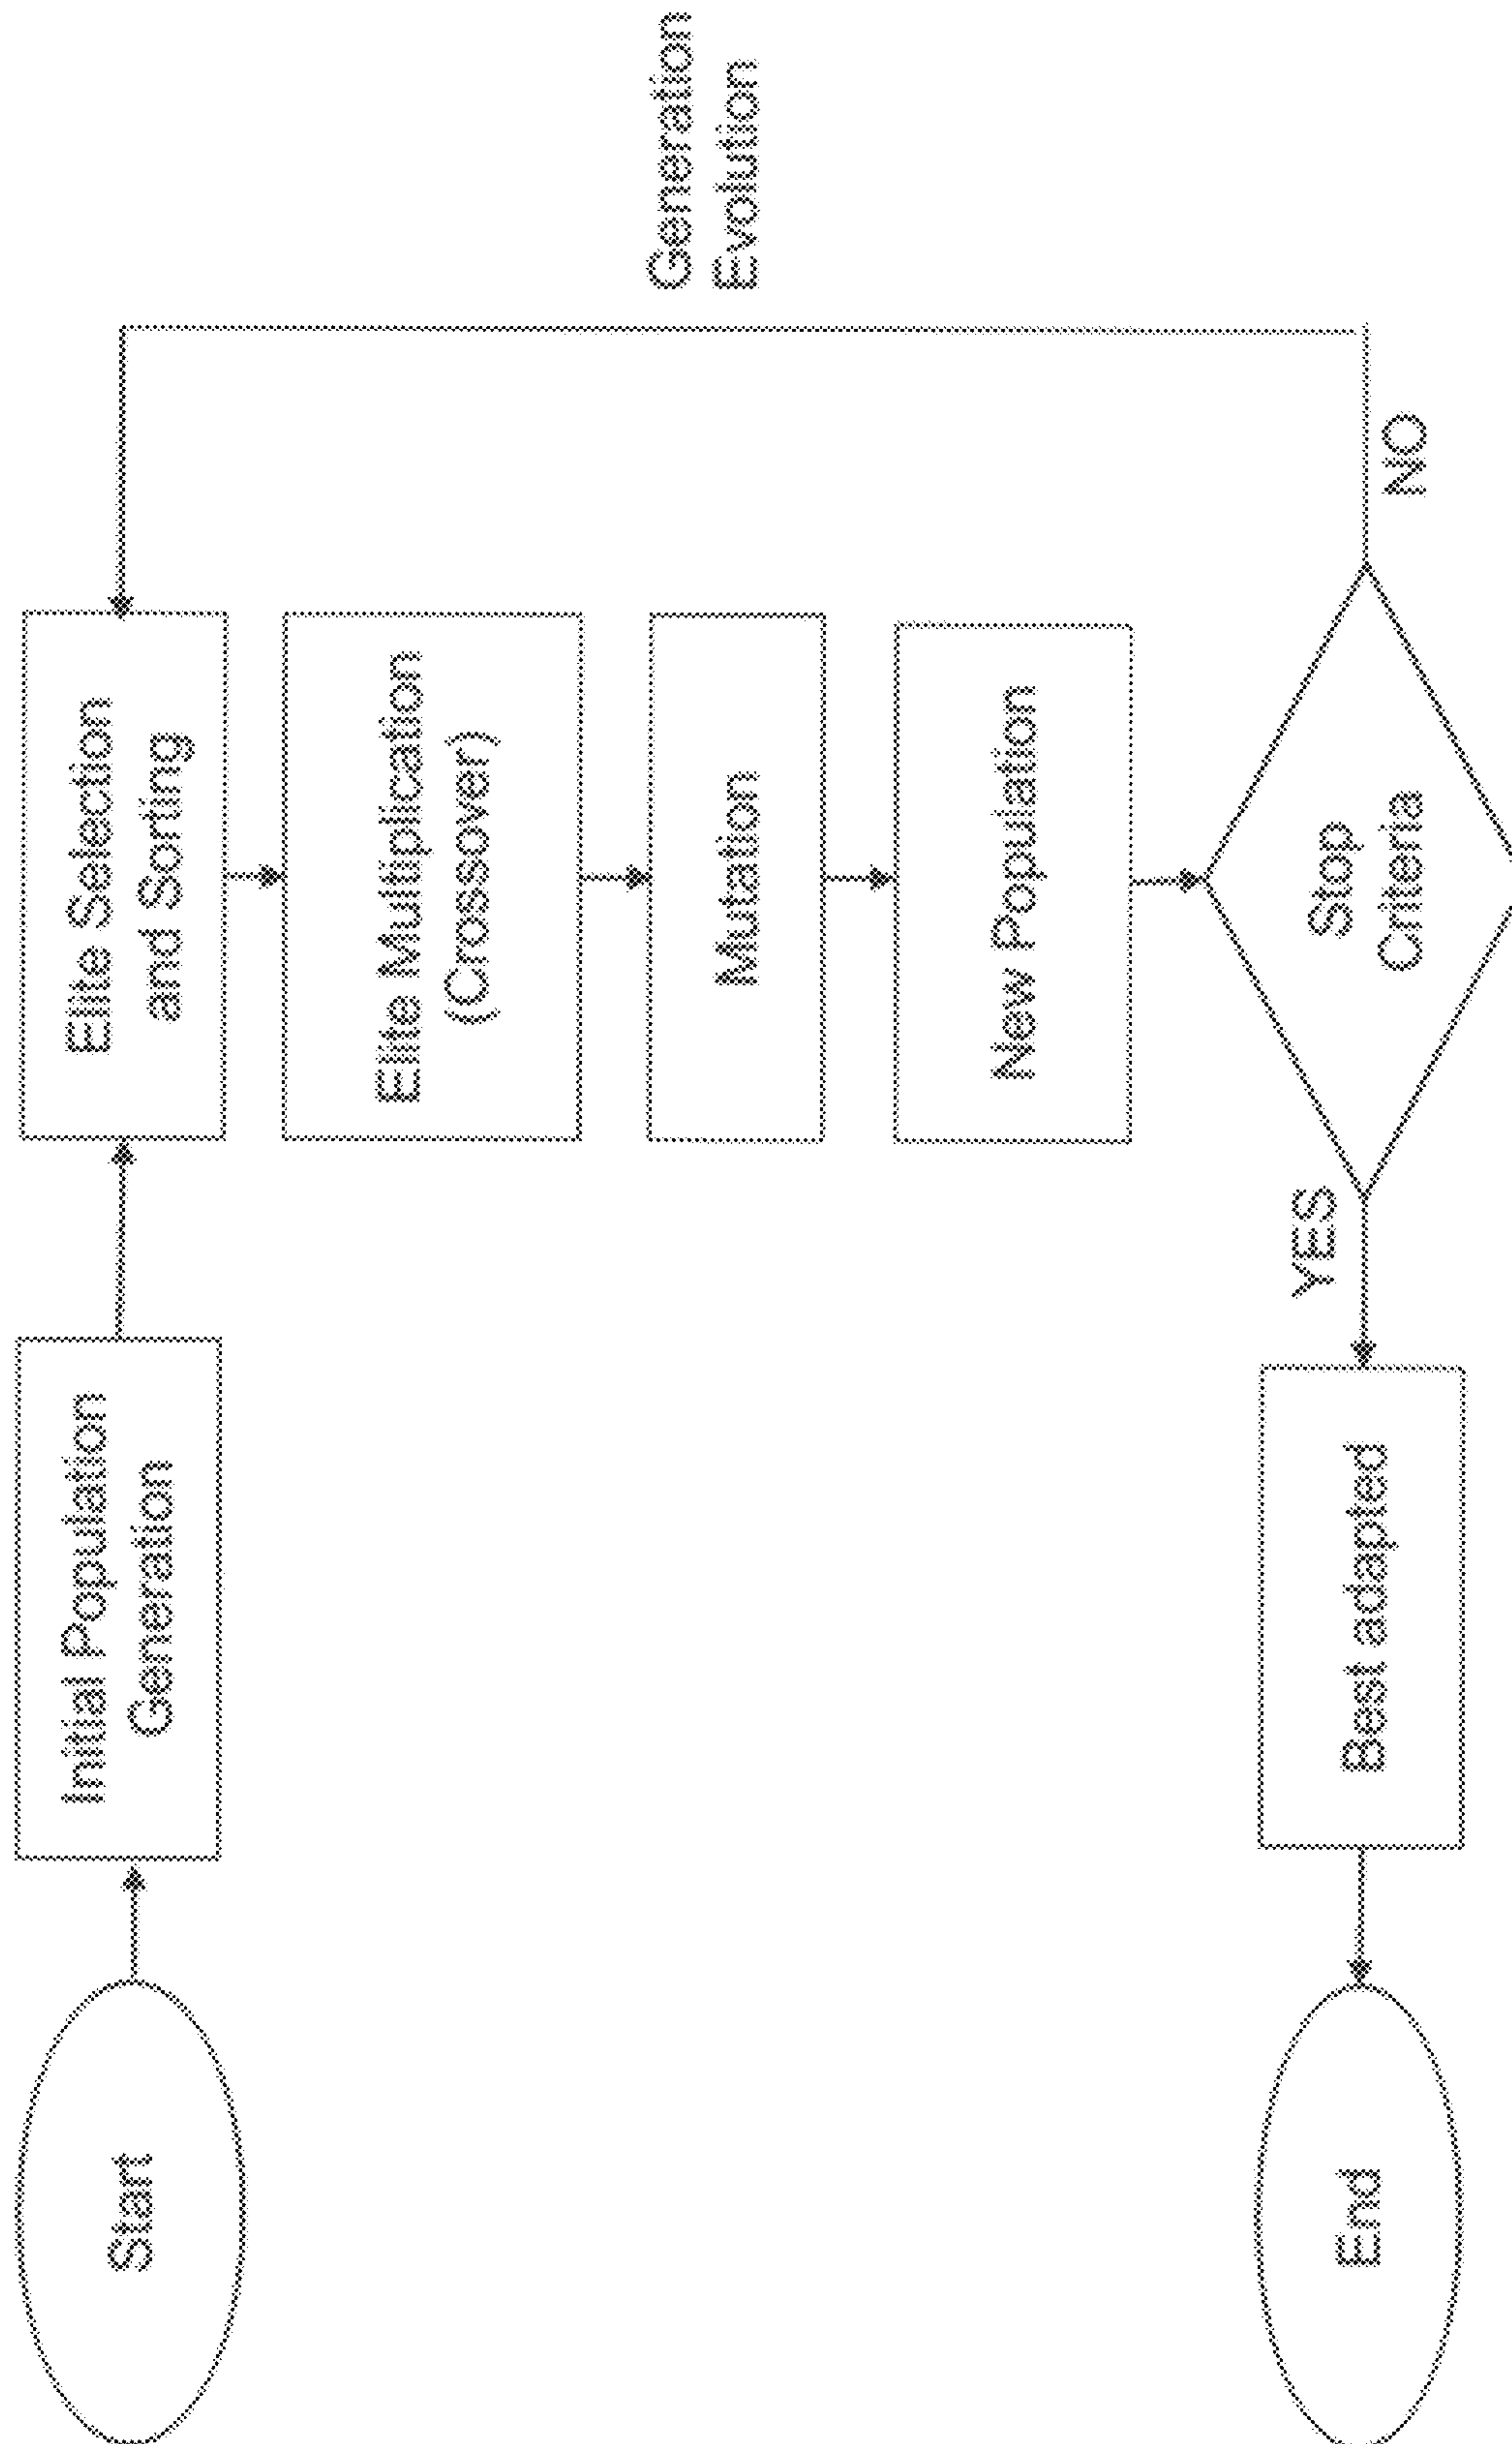 Start
Initial Population
Generation
Elite Selection
and Sorting
Elite Multiplication
(Crossover)
Mutation
New Population
Stop
Criteria
NO
Generation
Evolution
YES
Best adapted
End